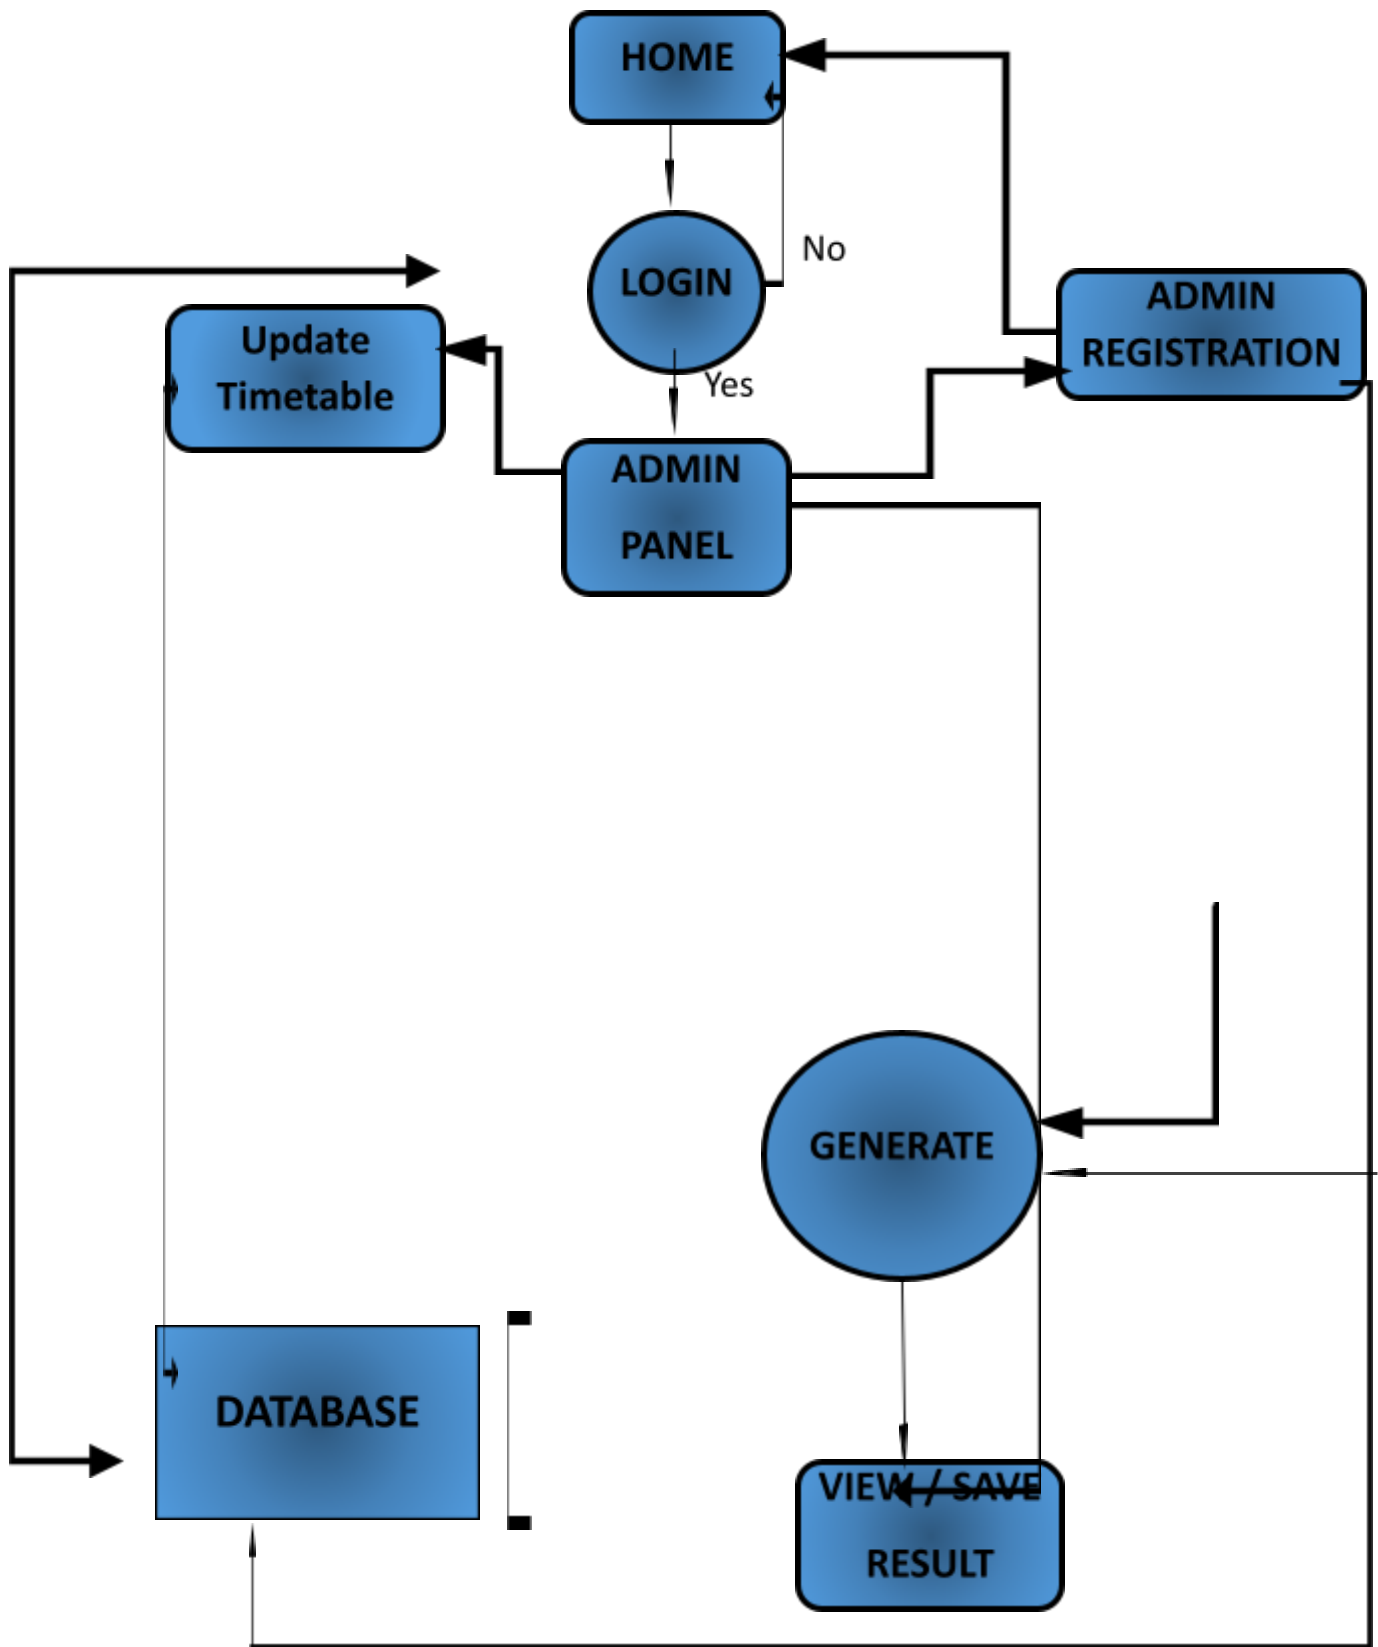 HOME
No
LOGIN
Yes
Update
Timetable
ADMIN
REGISTRATION
ADMIN
PANEL
GENERATE
DATABASE
VIEW / SAVE
RESULT